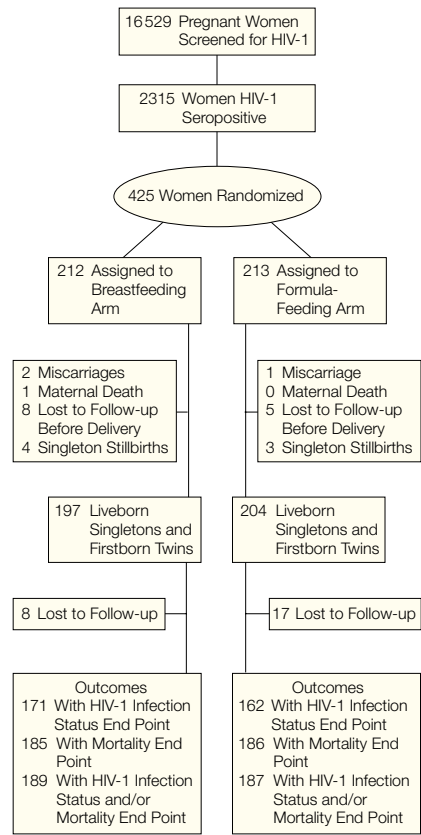 16529 Pregnant Women
Screened for HIV-1
2315 Women HIV-1
Seropositive
425 Women Randomized
212 Assigned to
Breastfeeding
Arm
213 Assigned to
Formula-
Feeding Arm
2 Miscarriages
1 Maternal Death
8 Lost to Follow-up
Before Delivery
4 Singleton Stillbirths
1 Miscarriage
0 Maternal Death
5 Lost to Follow-up
Before Delivery
3 Singleton Stillbirths
197 Liveborn
Singletons and
Firstborn Twins
204 Liveborn
Singletons and
Firstborn Twins
8 Lost to Follow-up
17 Lost to Follow-up
Outcomes
171 With HIV-1 Infection
Status End Point
185 With Mortality End
Point
189 With HIV-1 Infection
Status and/or
Mortality End Point
Outcomes
162 With HIV-1 Infection
Status End Point
186 With Mortality End
Point
187 With HIV-1 Infection
Status and/or
Mortality End Point